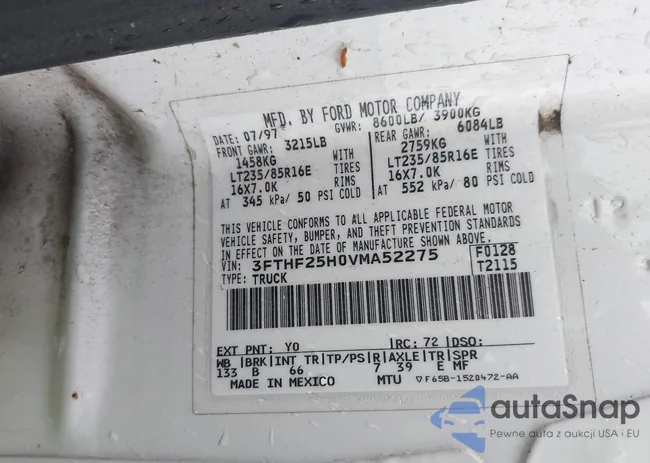 MFD. BY FORD MOTOR COMPANY
DATE: 07/97 GVWR: 8600LB/ 3900KG
FRONT GAWR: 3215LB REAR GAWR: 6084LB
1458KG WITH 2759KG WITH
LT235/85R16E TIRES LT235/85R16E TIRES
16X7.0K RIMS 16X7.0K RIMS
AT 345 kPa/ 50 PSI COLD AT 552 kPa/ 80 PSI COLD
THIS VEHICLE CONFORMS TO ALL APPLICABLE FEDERAL MOTOR
VEHICLE SAFETY, BUMPER, AND THEFT PREVENTION STANDARDS
IN EFFECT ON THE DATE OF MANUFACTURE SHOWN ABOVE.
VIN: 3FTHF25H0VMA52275 F0128
TYPE: TRUCK T2115
EXT PNT: Y0 RC: 72 DSO:
WB BRK INT TR TP/PS R AXLE TR SPR
133 B 66 7 39 E MF
MADE IN MEXICO MTU F65B-1520472-AA
autaSnap
Pewne auta z aukcji USA i EU